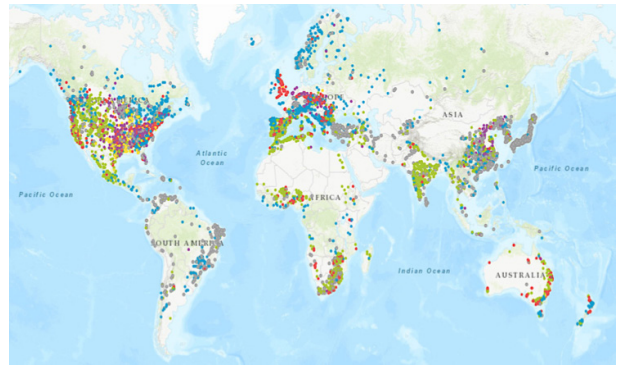 ASIA
Atlantic
Ocean
Pacific Ocean
Pacific Ocean
AFRICA
SOUTH AMERICA
Indian Ocean
AUSTRALIA